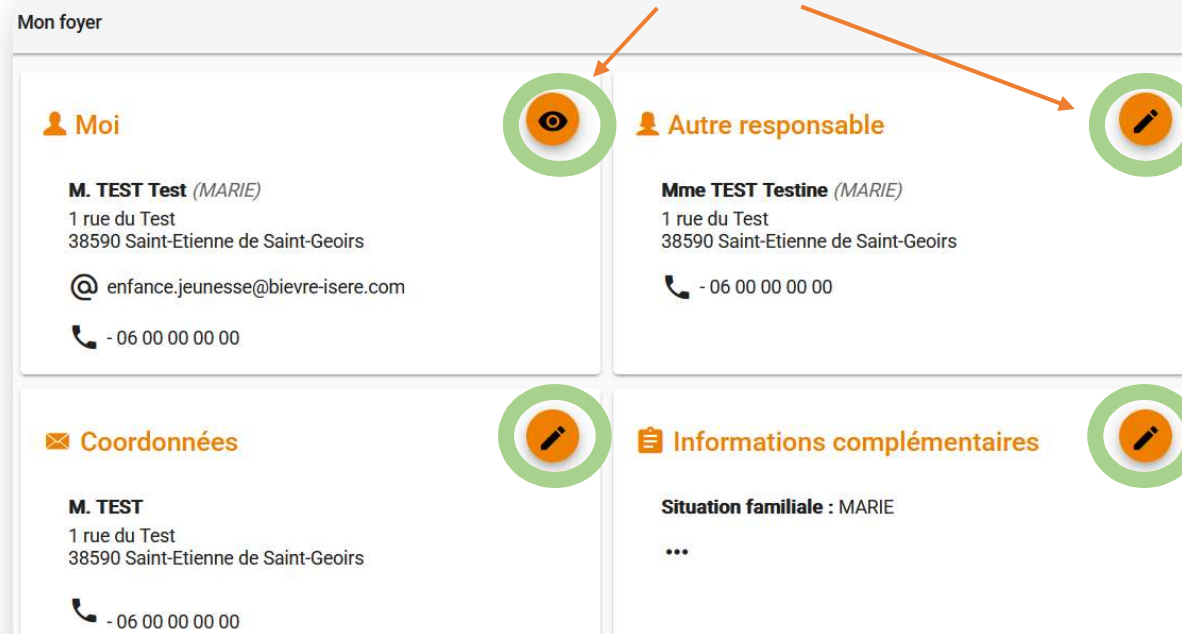 Mon foyer
Moi
M. TEST Test (MARIE)
1 rue du Test
38590 Saint-Etienne de Saint-Geoirs
enfance.jeunesse@bievre-isere.com
- 06 00 00 00 00
Autre responsable
Mme TEST Testine (MARIE)
1 rue du Test
38590 Saint-Etienne de Saint-Geoirs
- 06 00 00 00 00
Coordonnées
M. TEST
1 rue du Test
38590 Saint-Etienne de Saint-Geoirs
- 06 00 00 00 00
Informations complémentaires
Situation familiale : MARIE
...